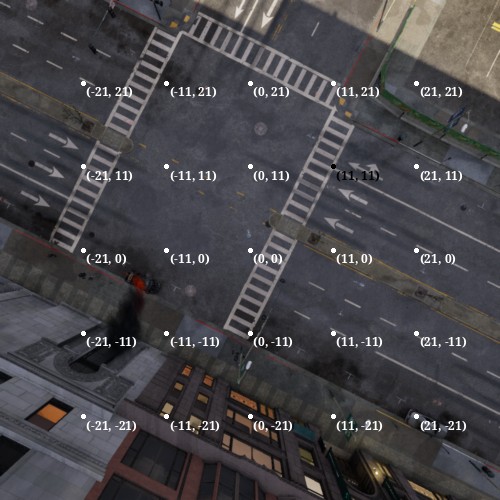 (-21, 21) (-11, 21) (0, 21) (11, 21) (21, 21)
(-21, 11) (-11, 11) (0, 11) (11, 11) (21, 11)
(-21, 0) (-11, 0) (0, 0) (11, 0) (21, 0)
(-21, -11) (-11, -11) (0, -11) (11, -11) (21, -11)
(-21, -21) (-11, -21) (0, -21) (11, -21) (21, -21)